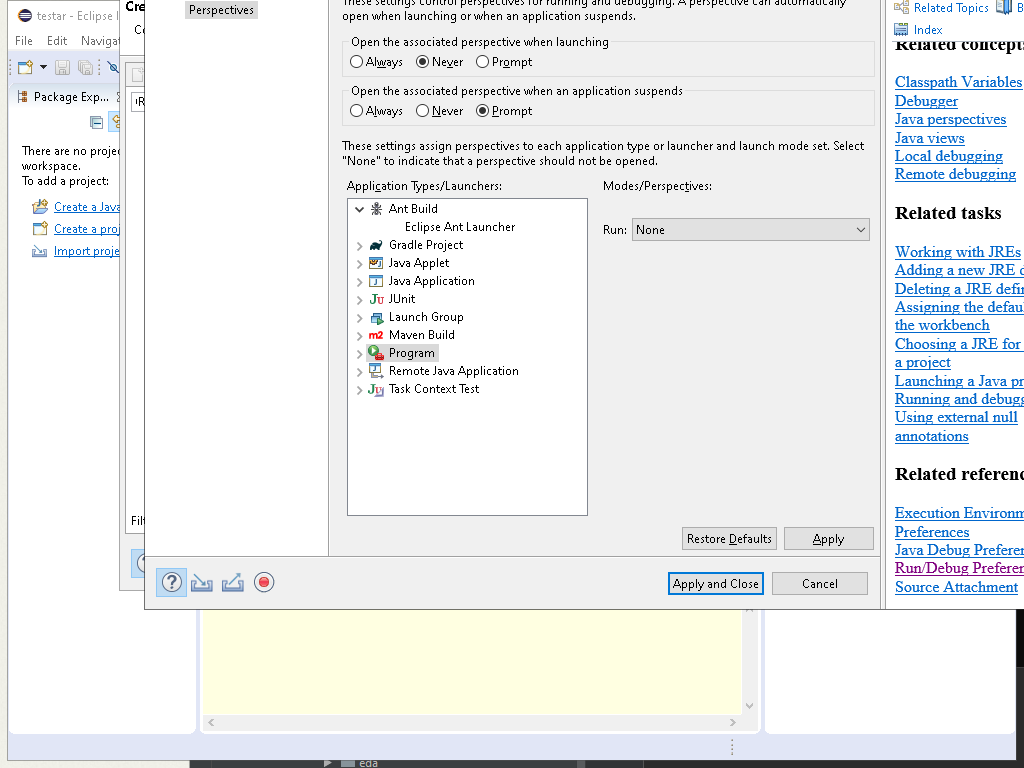 testar - Eclipse
File Edit Naviga
Package Exp...
There are no proje
workspace.
To add a project:
Create a Java
Create a proj
Import proje
Cre
Perspectives
These settings control perspectives for running and debugging. A perspective can automatically
open when launching or when an application suspends.
Open the associated perspective when launching
Always Never Prompt
Open the associated perspective when an application suspends
Always Never Prompt
These settings assign perspectives to each application type or launcher and launch mode set. Select
"None" to indicate that a perspective should not be opened.
Application Types/Launchers:
Modes/Perspectives:
Ant Build
Eclipse Ant Launcher
Gradle Project
Java Applet
Java Application
JUnit
Launch Group
Maven Build
Program
Remote Java Application
Task Context Test
Run: None
Restore Defaults Apply
Apply and Close Cancel
Related Topics B
Index
Related concepts
Classpath Variables
Debugger
Java perspectives
Java views
Local debugging
Remote debugging
Related tasks
Working with JREs
Adding a new JRE d
Deleting a JRE defin
Assigning the defau
the workbench
Choosing a JRE for
a project
Launching a Java pr
Running and debugg
Using external null
annotations
Related referenc
Execution Environm
Preferences
Java Debug Preferen
Run/Debug Preferen
Source Attachment
eda